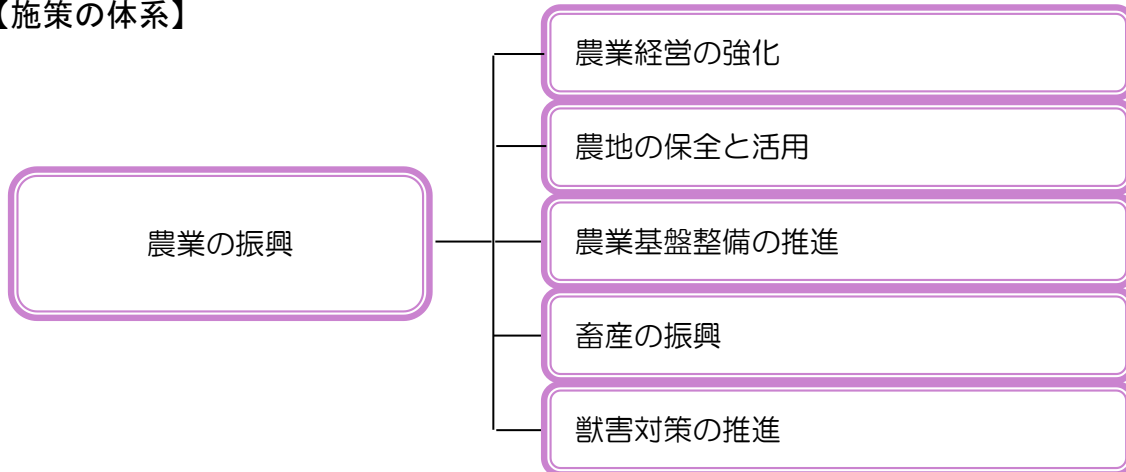 【施策の体系】
農業の振興
農業経営の強化
農地の保全と活用
農業基盤整備の推進
畜産の振興
獣害対策の推進